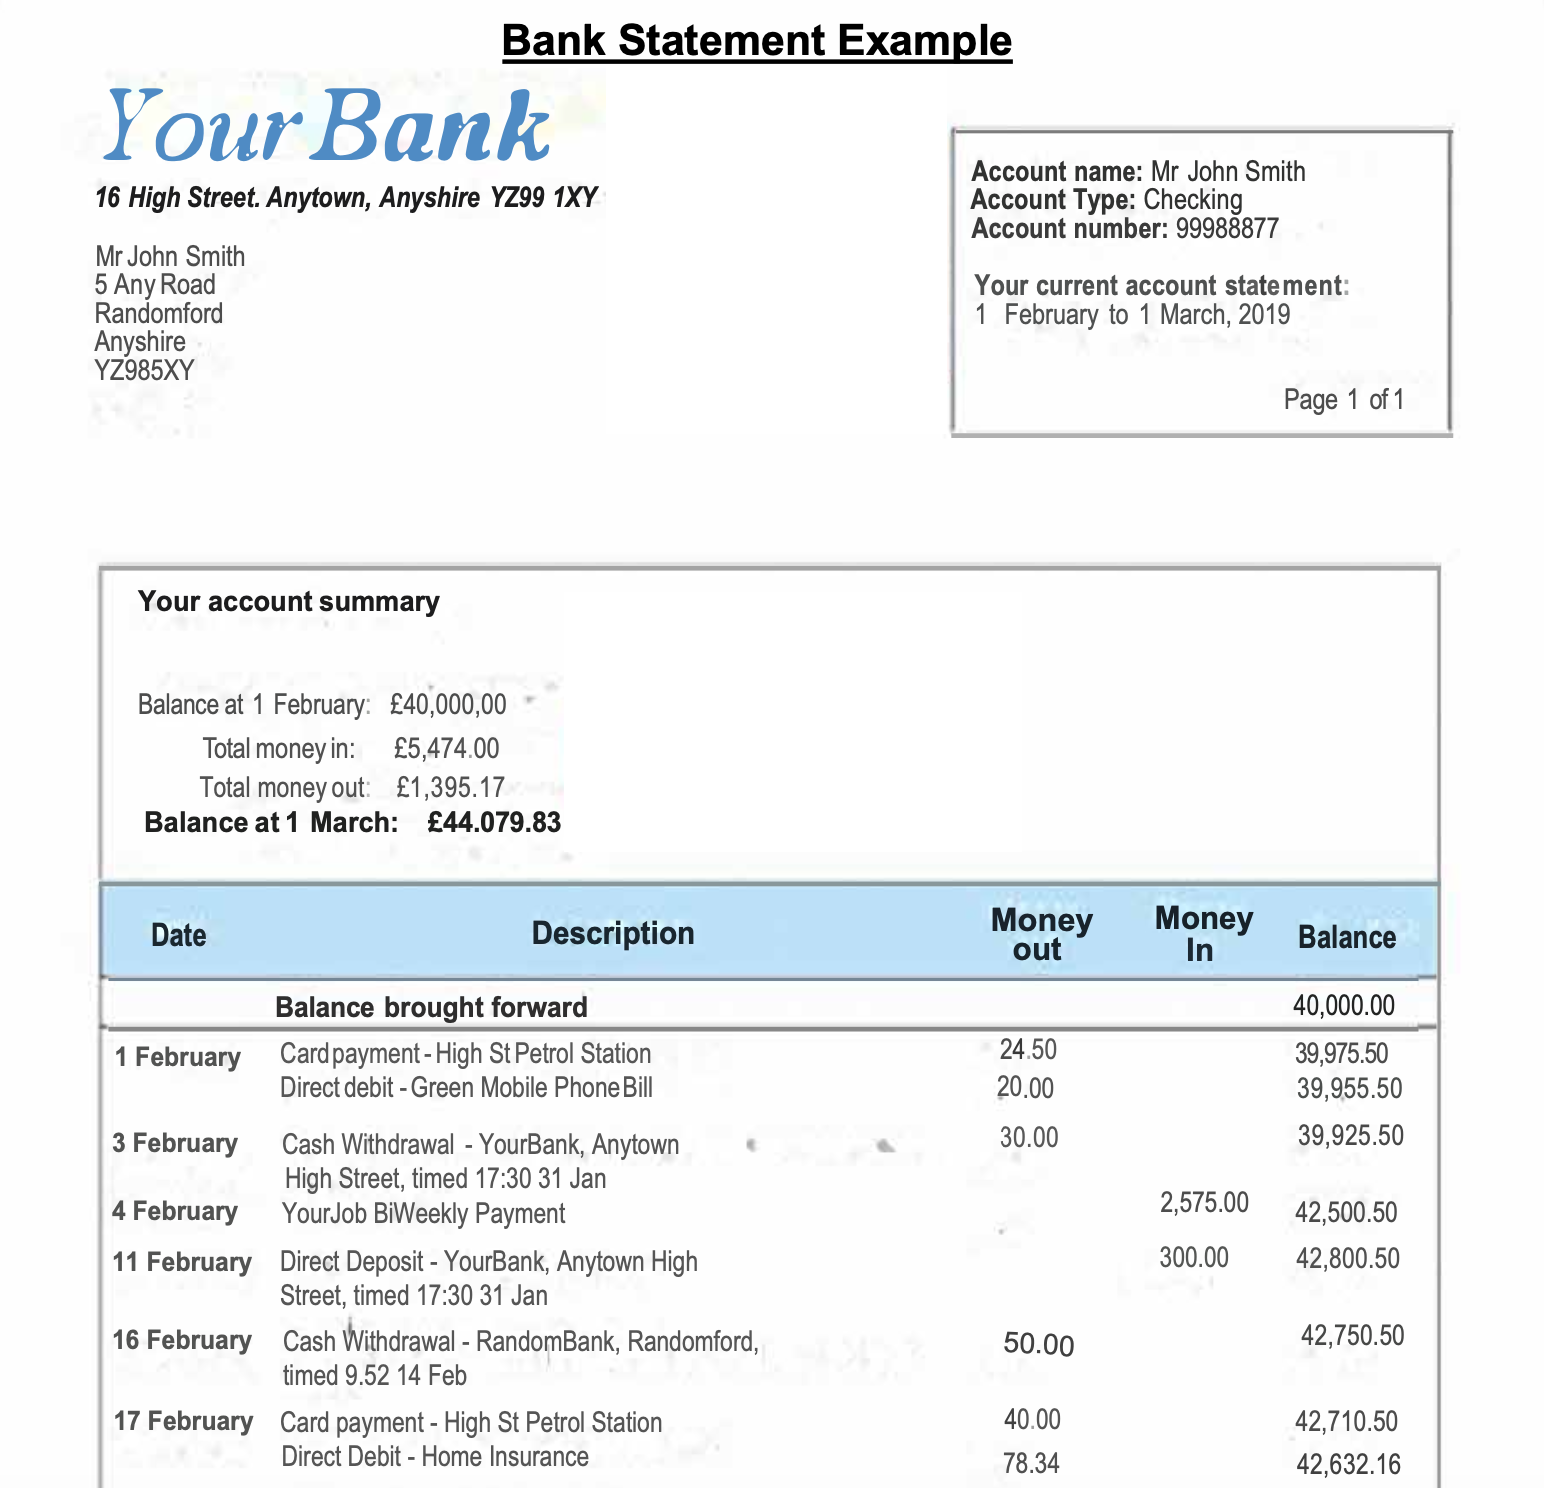 Bank Statement Example
YourBank
16 High Street. Anytown, Anyshire YZ99 1XY
Mr John Smith
5 Any Road
Randomford
Anyshire
YZ985XY
Account name: Mr John Smith
Account Type: Checking
Account number: 99988877
Your current account statement:
1 February to 1 March, 2019
Page 1 of 1
Your account summary
Balance at 1 February: £40,000,00
Total money in: £5,474.00
Total money out: £1,395.17
Balance at 1 March: £44.079.83
Date Description Money out Money In Balance
Balance brought forward 40,000.00
1 February Card payment - High St Petrol Station 24.50 39,975.50
Direct debit - Green Mobile Phone Bill 20.00 39,955.50
3 February Cash Withdrawal - YourBank, Anytown 30.00 39,925.50
High Street, timed 17:30 31 Jan
4 February YourJob BiWeekly Payment 2,575.00 42,500.50
11 February Direct Deposit - YourBank, Anytown High 300.00 42,800.50
Street, timed 17:30 31 Jan
16 February Cash Withdrawal - RandomBank, Randomford, 50.00 42,750.50
timed 9.52 14 Feb
17 February Card payment - High St Petrol Station 40.00 42,710.50
Direct Debit - Home Insurance 78.34 42,632.16